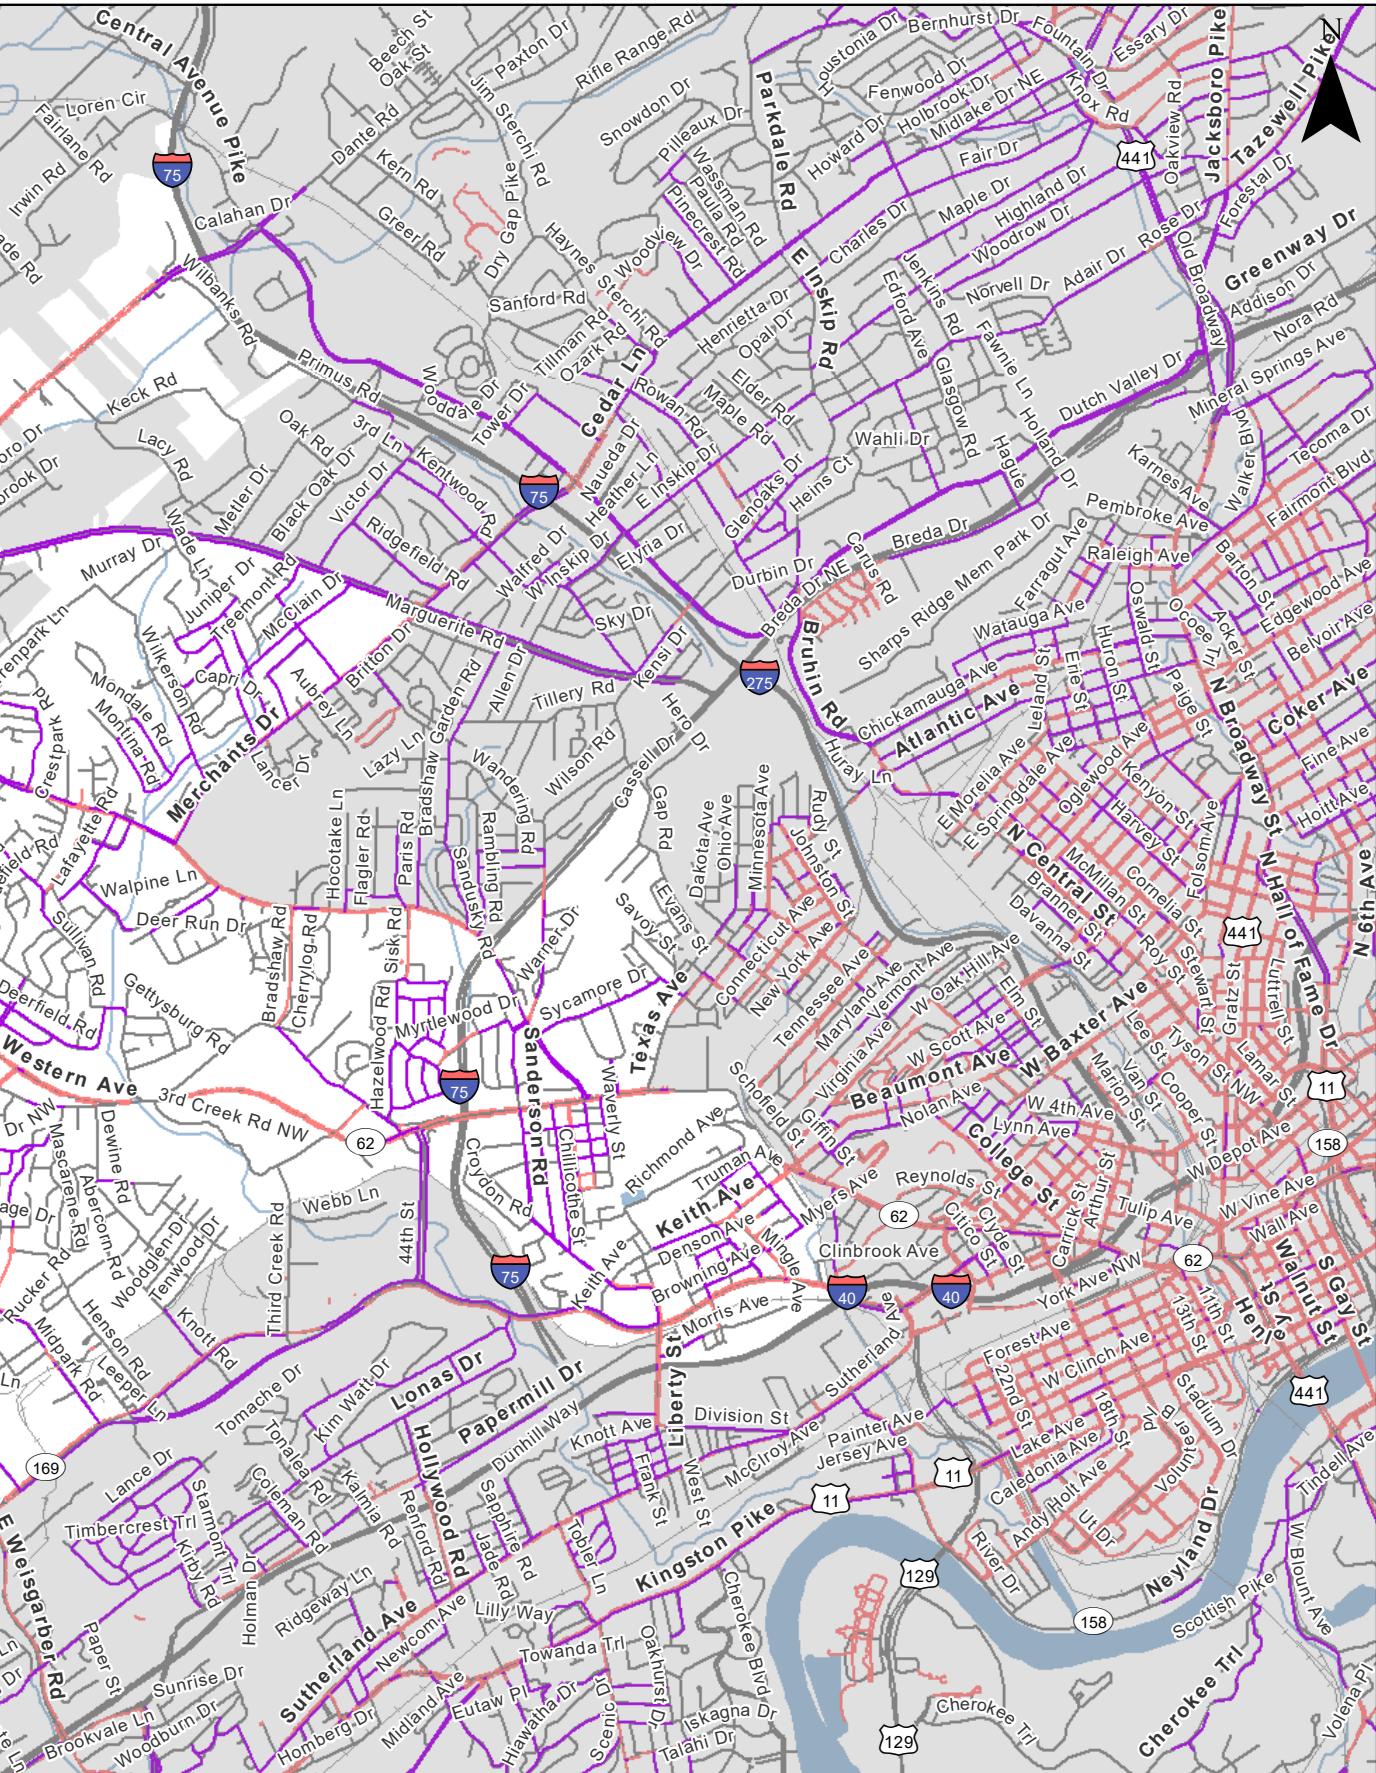 Central Avenue Pike
Beech St
Oak St
Paxton Dr
Rifle Range Rd
Houstonia Dr
Bernhurst Dr
Fountain Dr
Essary Dr
Jacksboro Pike
Tazewell Pike
N
Loren Cir
Fairlane Rd
Irwin Rd
ade Rd
75
Dante Rd
Kern Rd
Jim Sterchi Rd
Snowdon Dr
Pilleaux Dr
Parkdale Rd
Fenwood Dr
Holbrook Dr
Midlake Dr NE
Howard Dr
Knox Rd
441
Oakview Rd
Fair Dr
Forestal Dr
Calahan Dr
Greer Rd
Dry Gap Pike
Haynes Sterchi Rd
Wassman Rd
Paula Rd
Pinecrest Rd
S Woodview Dr
Charles Dr
Maple Dr
Highland Dr
Woodrow Dr
Rose Dr
Adair Dr
Old Broadway
Greenway Dr
Addison Dr
Nora Rd
Wilbanks Rd
Sanford Rd
E Inskip Rd
Edford Ave
Jenkins Rd
Norvell Dr
Henrietta Dr
Opal Dr
Tillman Rd
Ozark Rd
Fawnie Ln
Primus Rd
Keck Rd
Wooddale Dr
Tower Dr
Cedar Ln
Rowan Rd
Elder Rd
Maple Rd
Glasgow Rd
Holland Dr
Dutch Valley Dr
Mineral Springs Ave
Tecoma Dr
oro Dr
brook Dr
Lacy Rd
Oak Rd
3rd Ln
Metler Dr
Black Oak Dr
Victor Dr
Kentwood Rd
Naueda Dr
Heather Ln
E Inskip Dr
Wahli Dr
Hague
Glenoaks Dr
Heins Ct
Karnes Ave
Walker Blvd
Fairmont Blvd
75
Murray Dr
Wade Ln
Ridgefield Rd
Walfred Dr
W Inskip Dr
Elyria Dr
Breda Dr
Pembroke Ave
Raleigh Ave
Barton St
Edgewood Ave
Juniper Dr
Treemont Rd
McClain Dr
Durbin Dr
Breda Dr NE
Carus Rd
Sharps Ridge Mem Park Dr
Farragut Ave
Watauga Ave
Oswald St
Ocoee Trl
Acker St
Belvoir Ave
renpark Ln
Wilkerson Rd
Marguerite Rd
Sky Dr
Kensi Dr
Bruhin Rd
Huron St
Erie St
Leland St
Coker Ave
Crestpark Rd
Mondale Rd
Montina Rd
Capri Dr
Britton Dr
Aubrey Ln
Bradshaw Garden Rd
Allen Dr
Tillery Rd
275
Chickamauga Ave
Atlantic Ave
Paige St
N Broadway St
Merchants Dr
Lancer Dr
Lazy Ln
Wandering Rd
Wilson Rd
Cassell Dr
Hero Dr
Huray Ln
E Morelia Ave
E Springdale Ave
Oglewood Ave
Kenyon St
Harvey St
Fine Ave
Hoitt Ave
efield Rd
Lafayette Rd
Walpine Ln
Hocotake Ln
Flagler Rd
Paris Rd
Sandusky Rd
Rambling Rd
Gap Rd
Dakota Ave
Ohio Ave
Minnesota Ave
Rudy St
Johnston St
N Central St
McMillan St
Cornelia St
Folsom Ave
N Hall of Fame Dr
N 6th Ave
Sullivan Rd
Deer Run Dr
Bradshaw Rd
Cherrylog Rd
Sisk Rd
Warner Dr
Savoy St
Evans St
Connecticut Ave
New York Ave
Tennessee Ave
Branner St
Davanna St
Roy St
Stewart St
441
Deerfield Rd
Gettysburg Rd
Hazelwood Rd
Myrtlewood Dr
Sycamore Dr
Texas Ave
Maryland Ave
Vermont Ave
Virginia Ave
W Oak Hill Ave
Elm St
W Scott Ave
W Baxter Ave
Gratz St
Luttrell St
Western Ave
75
Sanderson Rd
Waverly St
Schofield St
Beaumont Ave
Nolan Ave
Lee St
Tyson St NW
Lamar St
11
Dr NW
3rd Creek Rd NW
62
Giffin St
W 4th Ave
Lynn Ave
Marion St
Van St
Cooper St
158
Mascarene Rd
Dewine Rd
Croydon Rd
Chillicothe St
Richmond Ave
Truman Ave
College St
W Depot Ave
age Dr
Abercorn Rd
Webb Ln
44th St
Keith Ave
Myers Ave
Reynolds St
Clyde St
Citico St
Carrick St
Arthur St
Tulip Ave
W Vine Ave
Wall Ave
Rucker Rd
Woodglen Dr
Tenwood Dr
Third Creek Rd
75
Keith Ave
Denson Ave
Browning Ave
Mingle Ave
62
Clinbrook Ave
62
Walnut St
S Gay St
Midpark Rd
Henson Rd
Knott Rd
Morris Ave
40
40
York Ave NW
13th St
11th St
Henley St
Ln
Leeper Ln
Tomache Dr
Kim Watt Dr
Lonas Dr
Papermill Dr
Liberty St
Sutherland Ave
Forest Ave
W Clinch Ave
22nd St
18th St
441
Stadium Dr
Tonalea Rd
Hollywood Rd
Dunhill Way
Knott Ave
Division St
McClroy Ave
Painter Ave
Jersey Ave
Lake Ave
Caledonia Ave
Volunteer Blvd
Tindell Ave
169
Lance Dr
Coleman Rd
Kalmia Rd
Renford Rd
Sapphire Rd
Frank St
West St
11
11
Andy Holt Ave
Ut Dr
Timbercrest Trl
Starmont Trl
Kirby Rd
Jade Rd
Tobler Ln
Kingston Pike
River Dr
Neyland Dr
W Blount Ave
E Weisgarber Rd
Holman Dr
Ridgeway Ln
Lilly Way
Cherokee Blvd
129
158
Scottish Pike
Ln
Dr
Paper St
Sutherland Ave
Newcom Ave
Towanda Trl
Oakhurst Dr
Sunrise Dr
Midland Ave
Eutaw Pl
Hiawatha Dr
Scenic Dr
Iskagna Dr
Talahi Dr
Cherokee Trl
Cherokee Trl
Volena Pl
Brookvale Ln
Woodburn Dr
Homberg Dr
129
te Ln